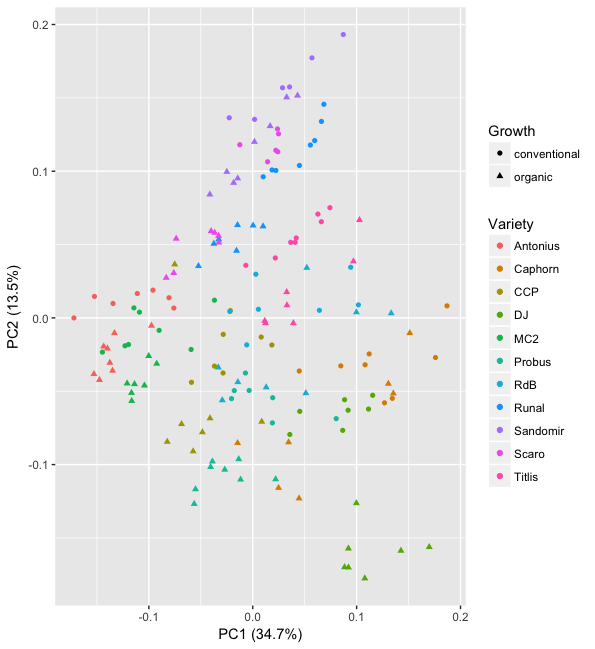 0.2
0.1
0.0
-0.1
PC2 (13.5%)
-0.1 0.0 0.1 0.2
PC1 (34.7%)
Growth
conventional
organic
Variety
Antonius
Caphorn
CCP
DJ
MC2
Probus
RdB
Runal
Sandomir
Scaro
Titlis